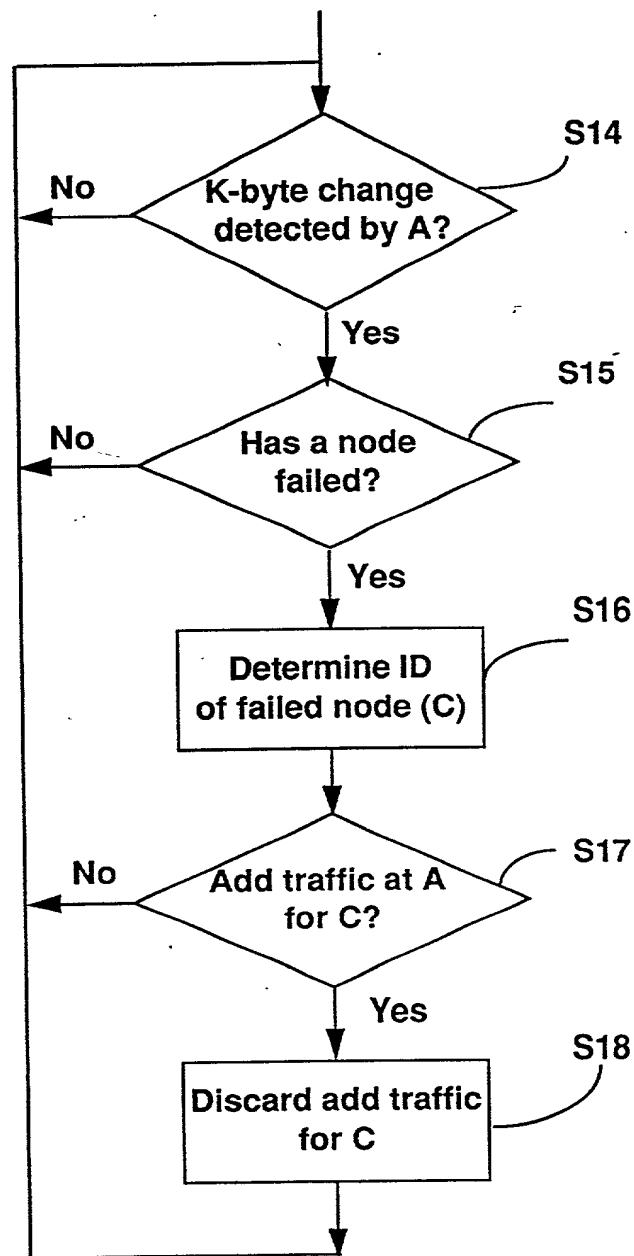 S14
K-byte change
detected by A?
No
Yes
S15
Has a node
failed?
No
Yes
S16
Determine ID
of failed node (C)
S17
Add traffic at A
for C?
No
Yes
S18
Discard add traffic
for C